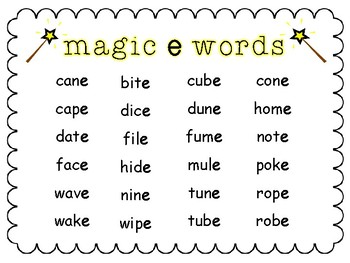 magic e words
cane bite cube cone
cape dice dune home
date file fume note
face hide mule poke
wave nine tune rope
wake wipe tube robe